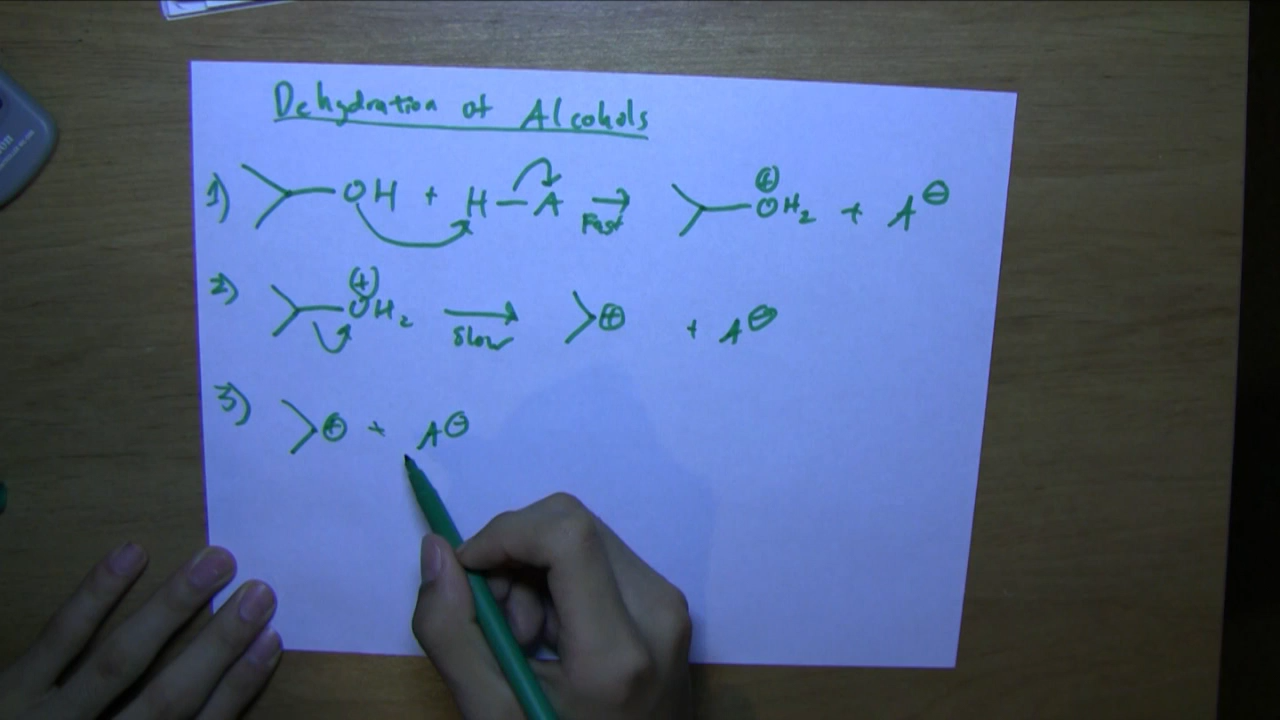 Dehydration of Alcohols
1) OH + H-A → Fast ⊕OH₂ + A⊖
2) ⊕OH₂ → Slow ⊕ + A⊖
3) ⊕ + A⊖